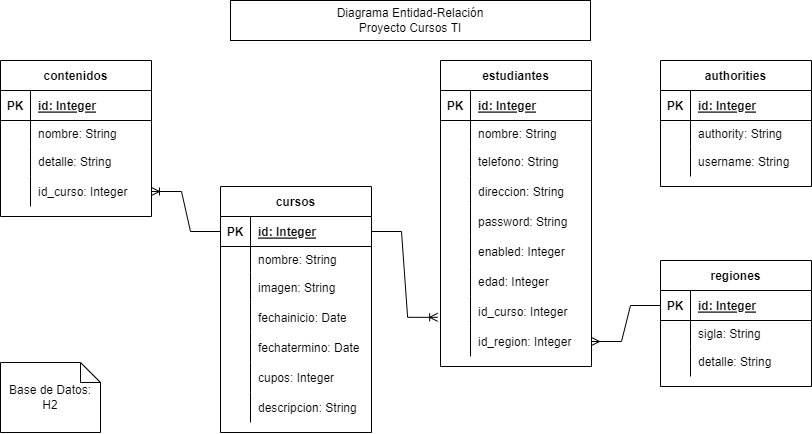 Diagrama Entidad-Relación
Proyecto Cursos TI
contenidos
PK id: Integer
nombre: String
detalle: String
id_curso: Integer
cursos
PK id: Integer
nombre: String
imagen: String
fechainicio: Date
fechatermino: Date
cupos: Integer
descripcion: String
estudiantes
PK id: Integer
nombre: String
telefono: String
direccion: String
password: String
enabled: Integer
edad: Integer
id_curso: Integer
id_region: Integer
authorities
PK id: Integer
authority: String
username: String
regiones
PK id: Integer
sigla: String
detalle: String
Base de Datos:
H2